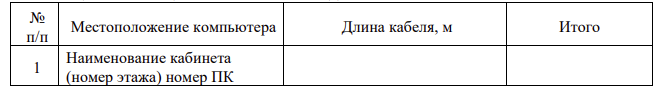 № п/п Местоположение компьютера Длина кабеля, м Итого
1 Наименование кабинета
(номер этажа) номер ПК